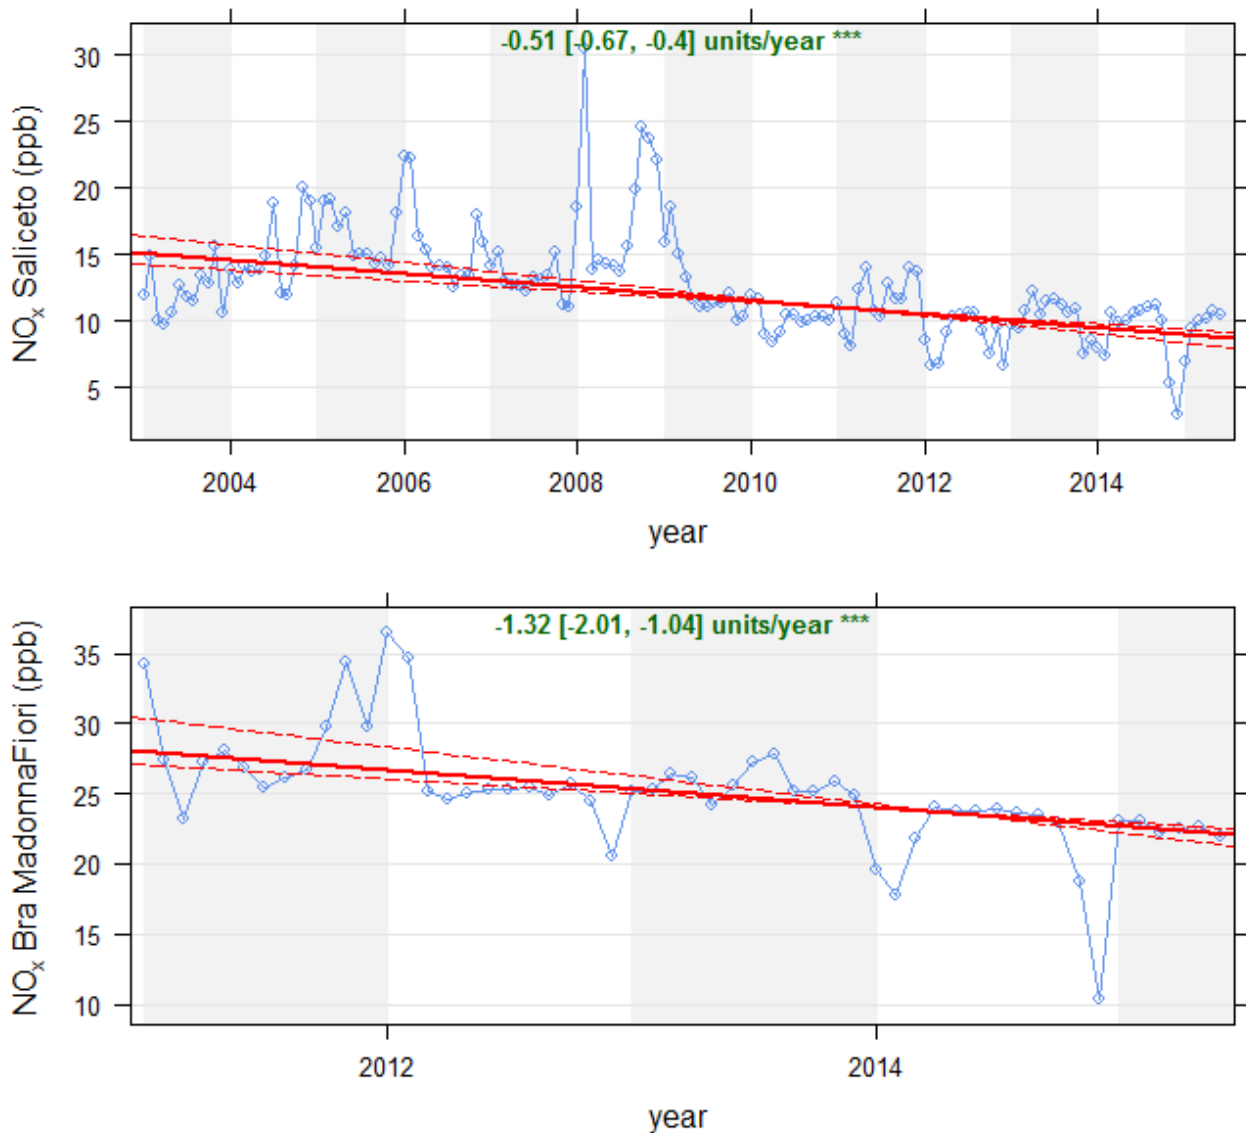 -0.51 [-0.67, -0.4] units/year ***
NOx Saliceto (ppb)
30
25
20
15
10
5
2004 2006 2008 2010 2012 2014
year
-1.32 [-2.01, -1.04] units/year ***
NOx Bra MadonnaFiori (ppb)
35
30
25
20
15
10
2012 2014
year